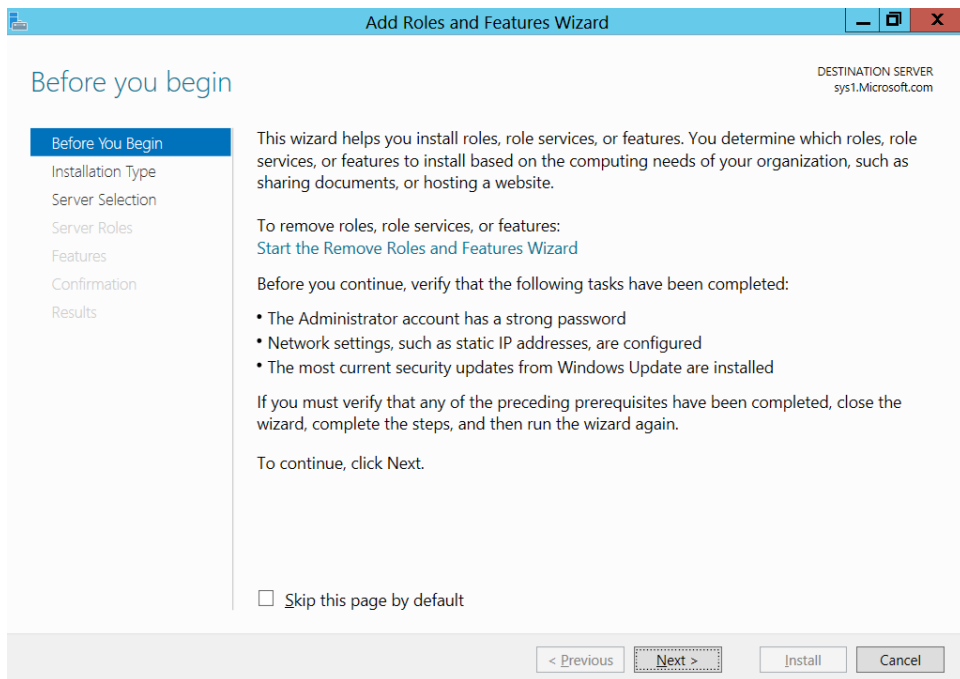 Add Roles and Features Wizard
X
Before you begin
DESTINATION SERVER
sys1.Microsoft.com
Before You Begin
Installation Type
Server Selection
Server Roles
Features
Confirmation
Results
This wizard helps you install roles, role services, or features. You determine which roles, role
services, or features to install based on the computing needs of your organization, such as
sharing documents, or hosting a website.
To remove roles, role services, or features:
Start the Remove Roles and Features Wizard
Before you continue, verify that the following tasks have been completed:
• The Administrator account has a strong password
• Network settings, such as static IP addresses, are configured
• The most current security updates from Windows Update are installed
If you must verify that any of the preceding prerequisites have been completed, close the
wizard, complete the steps, and then run the wizard again.
To continue, click Next.
Skip this page by default
< Previous
Next >
Install
Cancel